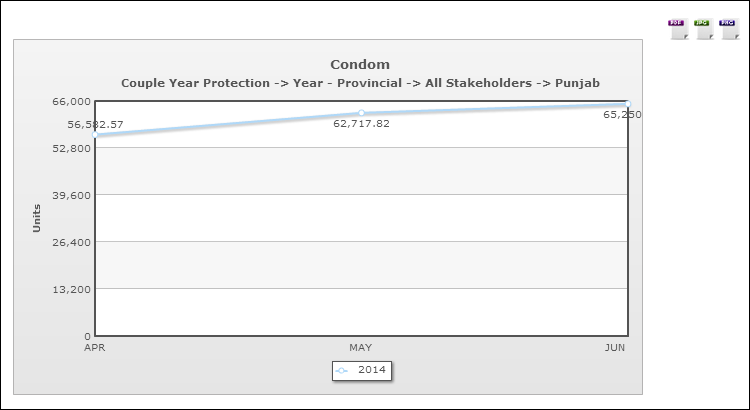 PDF JPG PNG
Condom
Couple Year Protection -> Year - Provincial -> All Stakeholders -> Punjab
66,000
56,582.57
62,717.82
65,250
52,800
39,600
Units
26,400
13,200
0
APR MAY JUN
2014